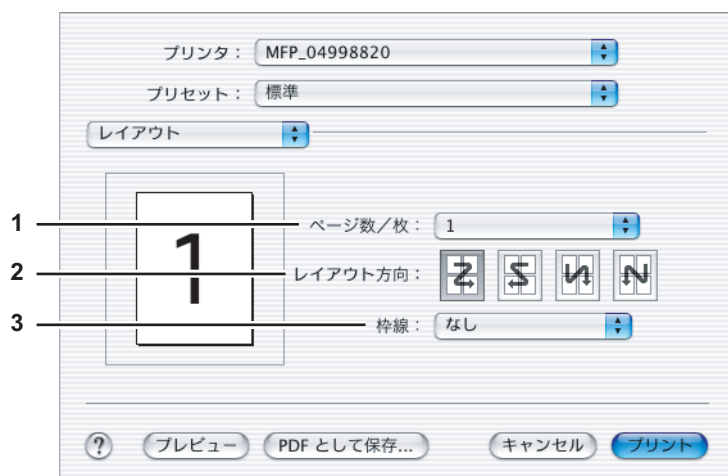 プリンタ： MFP_04998820
プリセット： 標準
レイアウト
1
1 ページ数／枚： 1
2 レイアウト方向：
3 枠線： なし
? プレビュー PDF として保存... キャンセル プリント